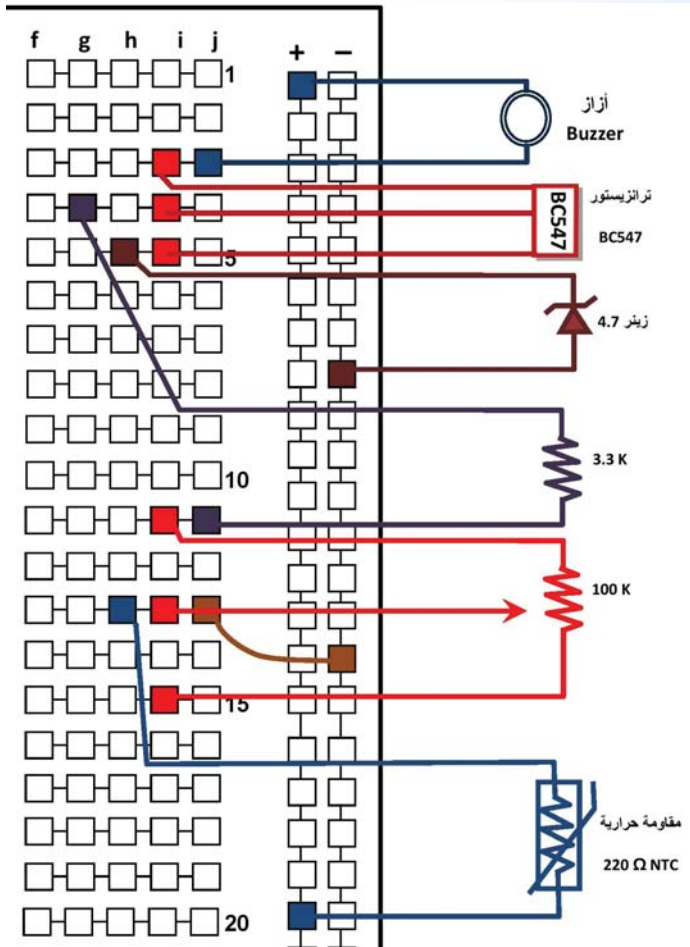 f g h i j
+ −
1
أزاز
Buzzer
ترانزيستور
BC547
BC547
5
زينر 4.7
10
3.3 K
100 K
15
مقاومة حرارية
220 Ω NTC
20